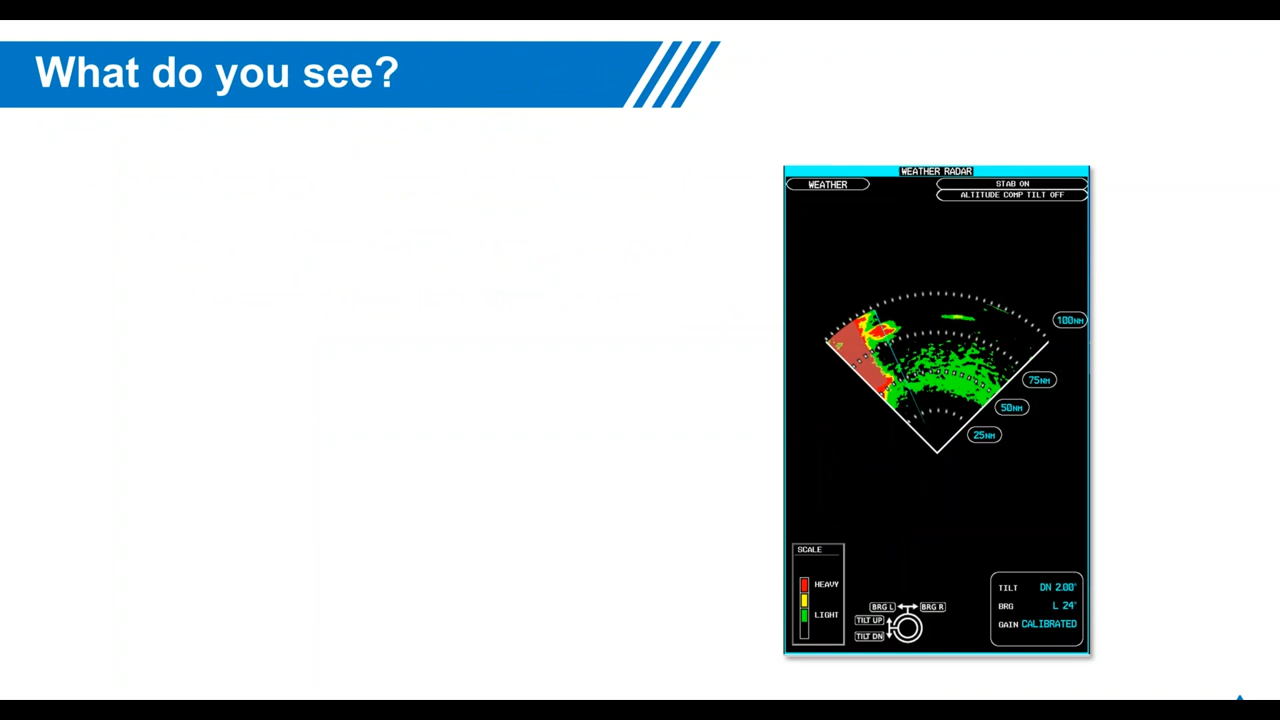 What do you see?
WEATHER RADAR
WEATHER
STAB ON
ALTITUDE COMP TILT OFF
100NM
75NM
50NM
25NM
SCALE
HEAVY
LIGHT
BRG L
BRG R
TILT UP
TILT DN
TILT DN 2.00°
BRG L 24°
GAIN CALIBRATED